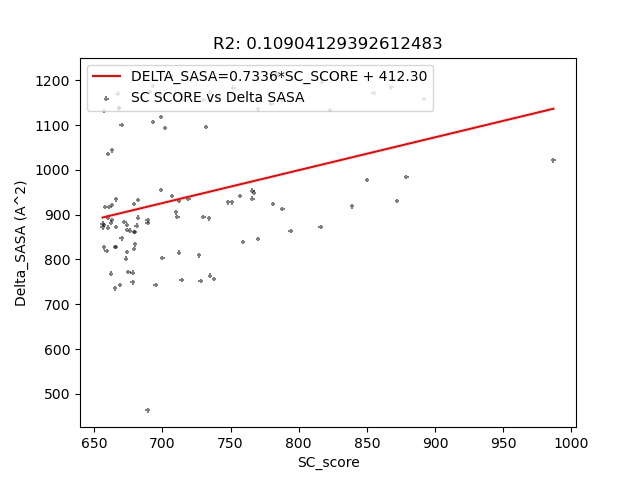 R2: 0.10904129392612483
DELTA_SASA=0.7336*SC_SCORE + 412.30
SC SCORE vs Delta SASA
1200
1100
1000
900
800
700
600
500
Delta_SASA (A^2)
650 700 750 800 850 900 950 1000
SC_score